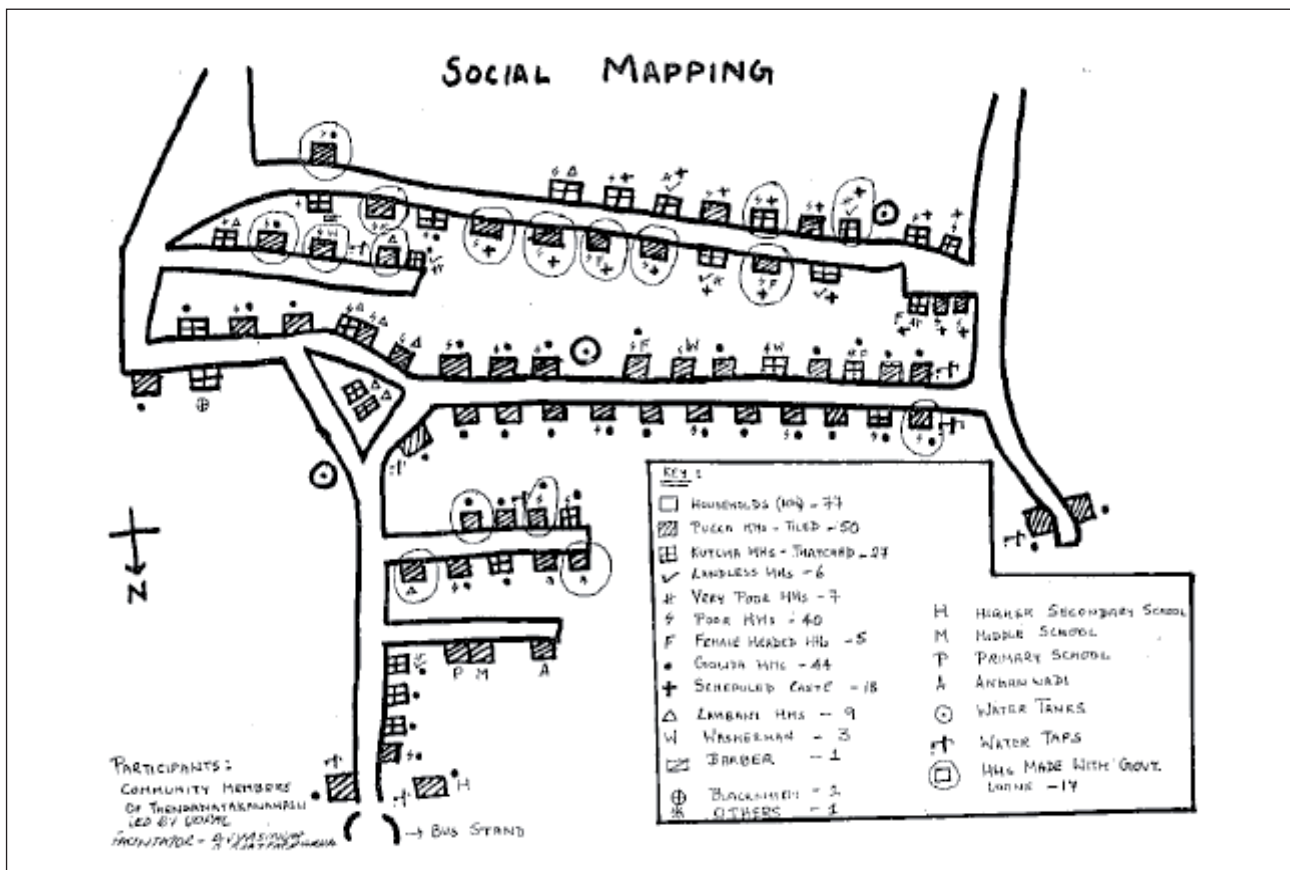 SOCIAL MAPPING
KEY:
HOUSEHOLDS (HH) - 77
PUCCA HHS - TILED - 50
KUTCHA HHS - THATCHED - 27
LANDLESS HHS - 6
VERY POOR HHS - 7
POOR HHS - 40
FEMALE HEADED HHS - 5
GOUDA HHS - 44
SCHEDULED CASTE - 18
LAMBANI HHS - 9
W WASHERMAN - 3
BARBER - 1
OTHERS - 1
H HIGHER SECONDARY SCHOOL
M MIDDLE SCHOOL
P PRIMARY SCHOOL
A ANGANWADI
WATER TANKS
WATER TAPS
HHS MADE WITH GOVT.
LOANS - 17
P M A
H
N
PARTICIPANTS:
COMMUNITY MEMBERS
LED BY
FACILITATOR -
→ BUS STAND